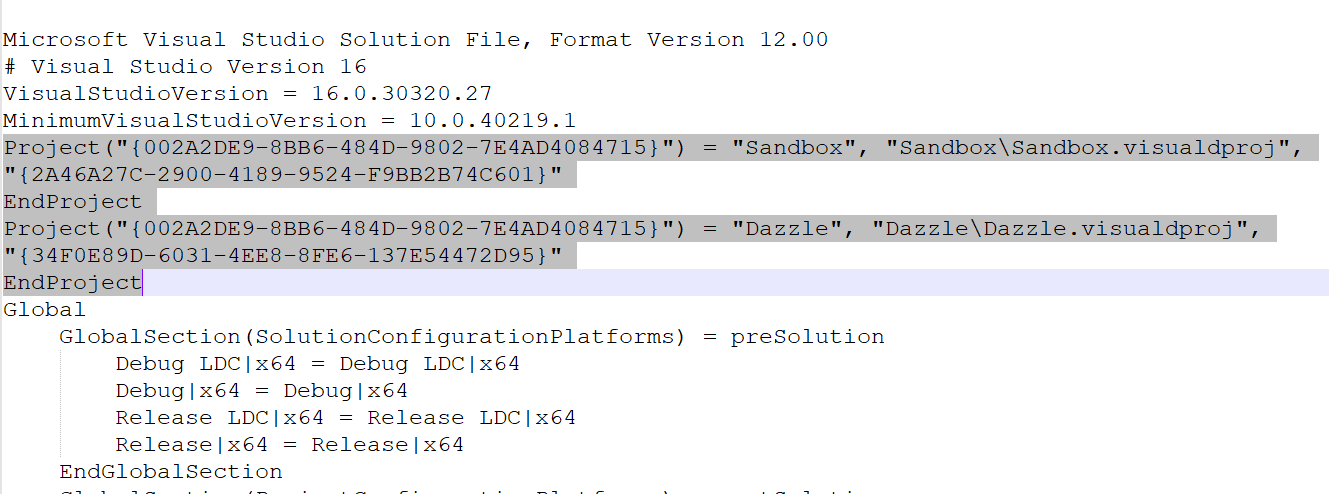 Microsoft Visual Studio Solution File, Format Version 12.00
# Visual Studio Version 16
VisualStudioVersion = 16.0.30320.27
MinimumVisualStudioVersion = 10.0.40219.1
Project("{002A2DE9-8BB6-484D-9802-7E4AD4084715}") = "Sandbox", "Sandbox\Sandbox.visualdproj",
"{2A46A27C-2900-4189-9524-F9BB2B74C601}"
EndProject
Project("{002A2DE9-8BB6-484D-9802-7E4AD4084715}") = "Dazzle", "Dazzle\Dazzle.visualdproj",
"{34F0E89D-6031-4EE8-8FE6-137E54472D95}"
EndProject
Global
    GlobalSection(SolutionConfigurationPlatforms) = preSolution
        Debug LDC|x64 = Debug LDC|x64
        Debug|x64 = Debug|x64
        Release LDC|x64 = Release LDC|x64
        Release|x64 = Release|x64
    EndGlobalSection